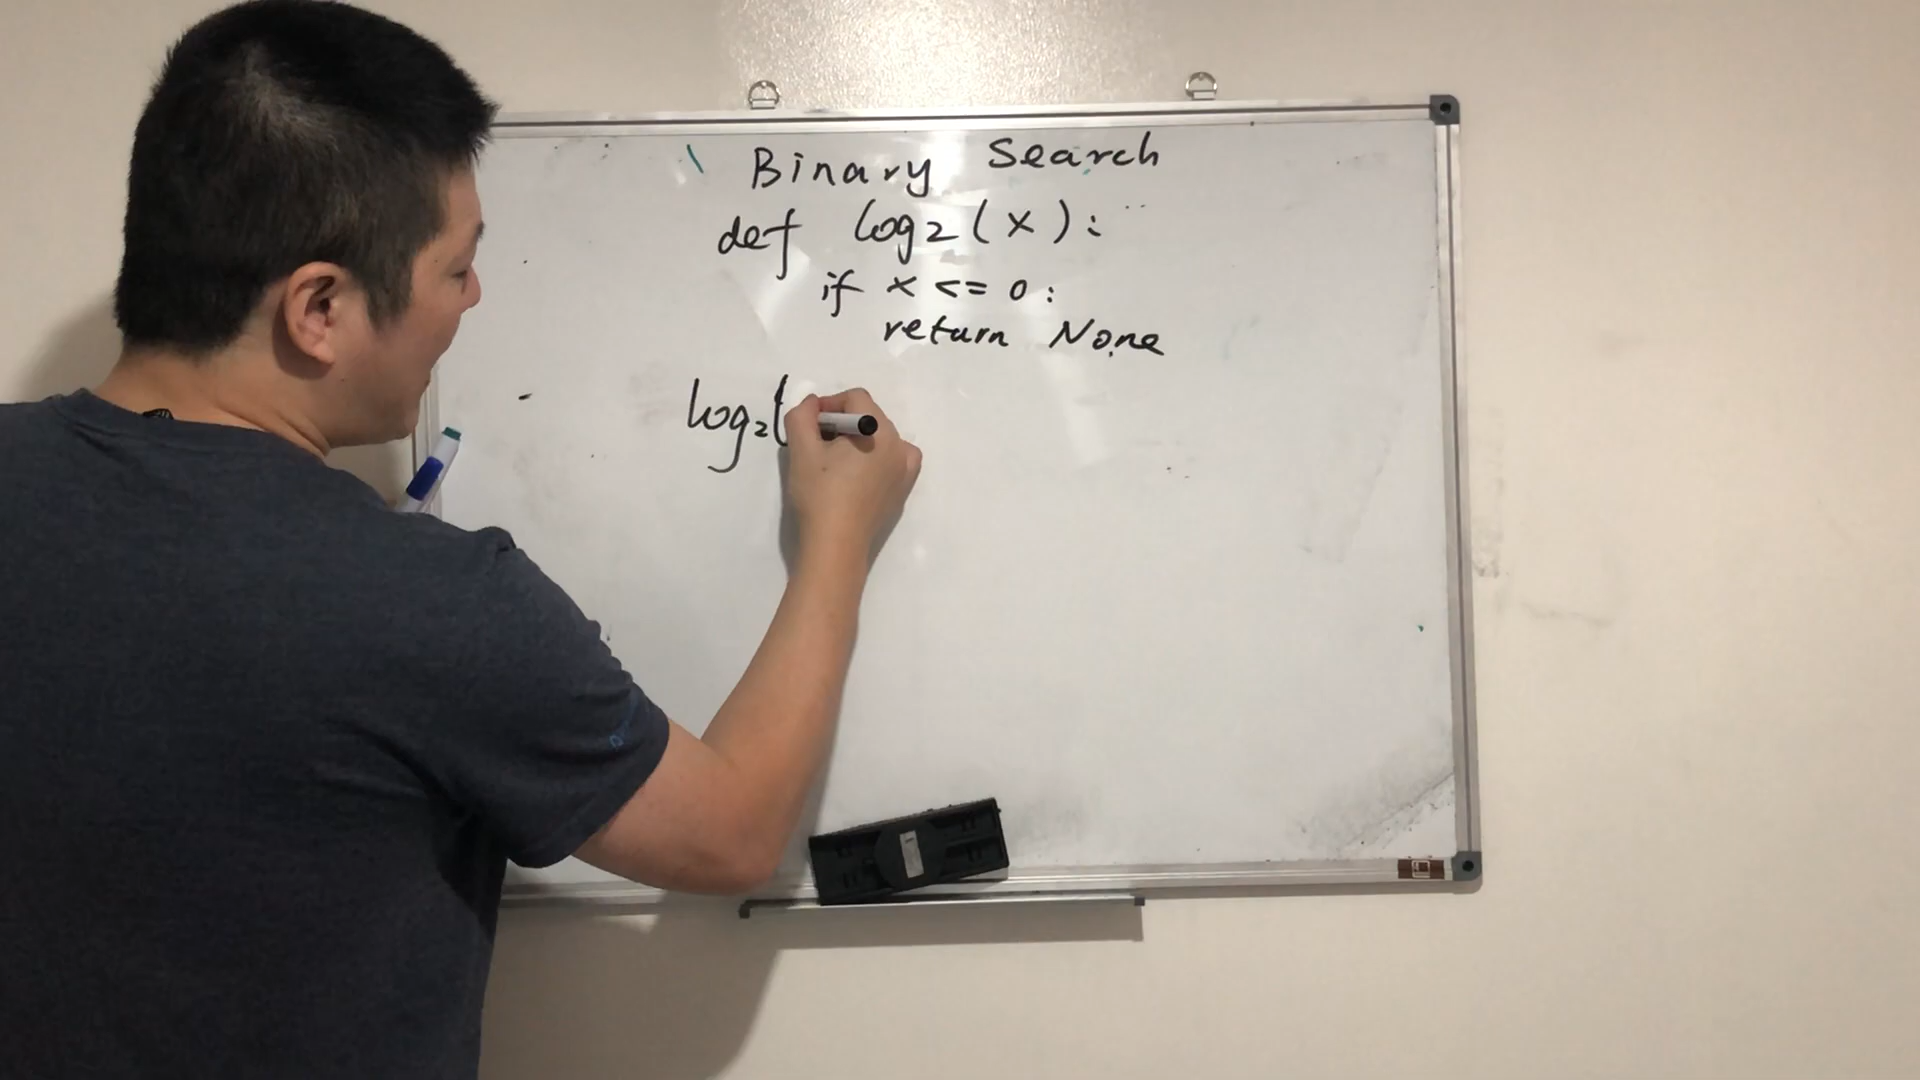 Binary Search
def log2(x):
if x <= 0:
return None
log₂(